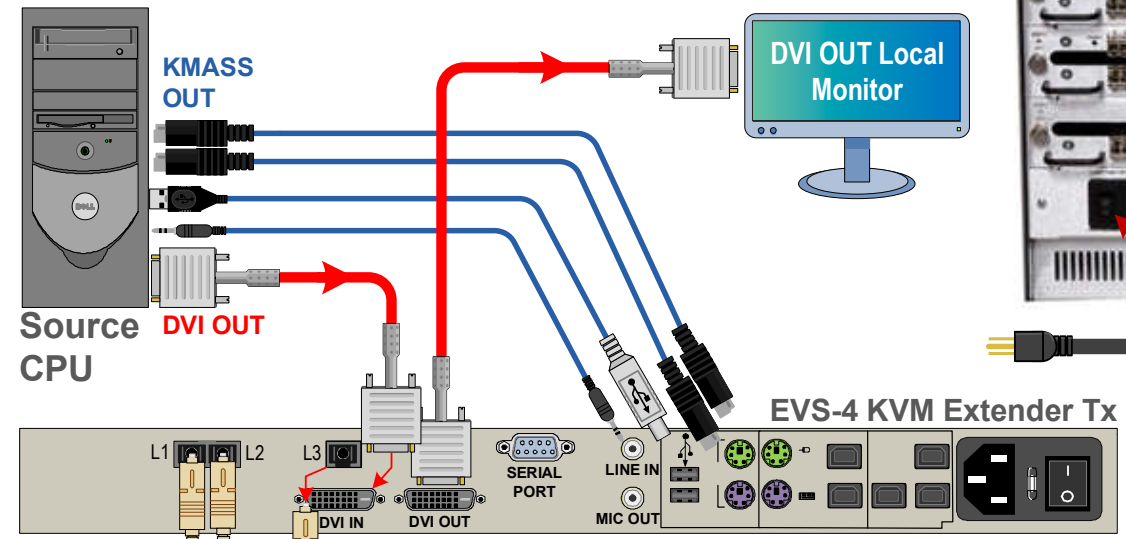 KMASS
OUT
DVI OUT Local
Monitor
DELL
Source
CPU
DVI OUT
EVS-4 KVM Extender Tx
L1
L2
L3
DVI IN
DVI OUT
SERIAL
PORT
LINE IN
MIC OUT